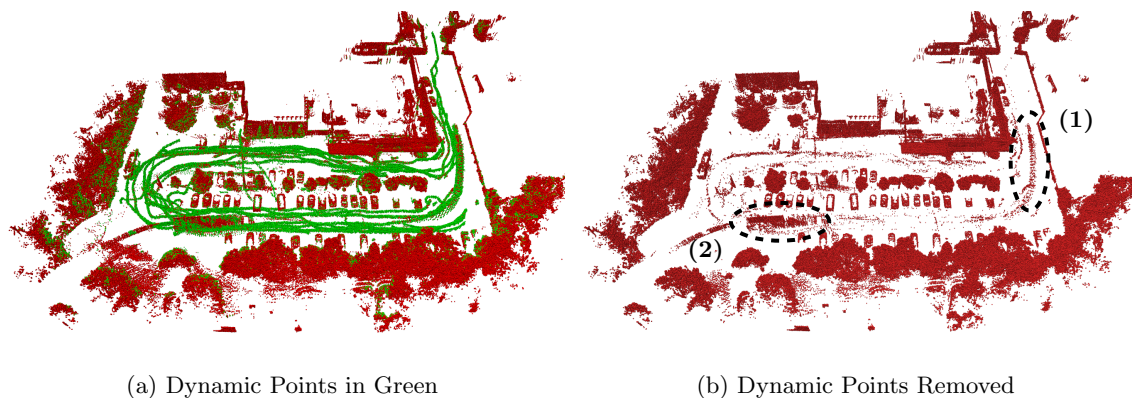 (1)
(2)
(a) Dynamic Points in Green
(b) Dynamic Points Removed